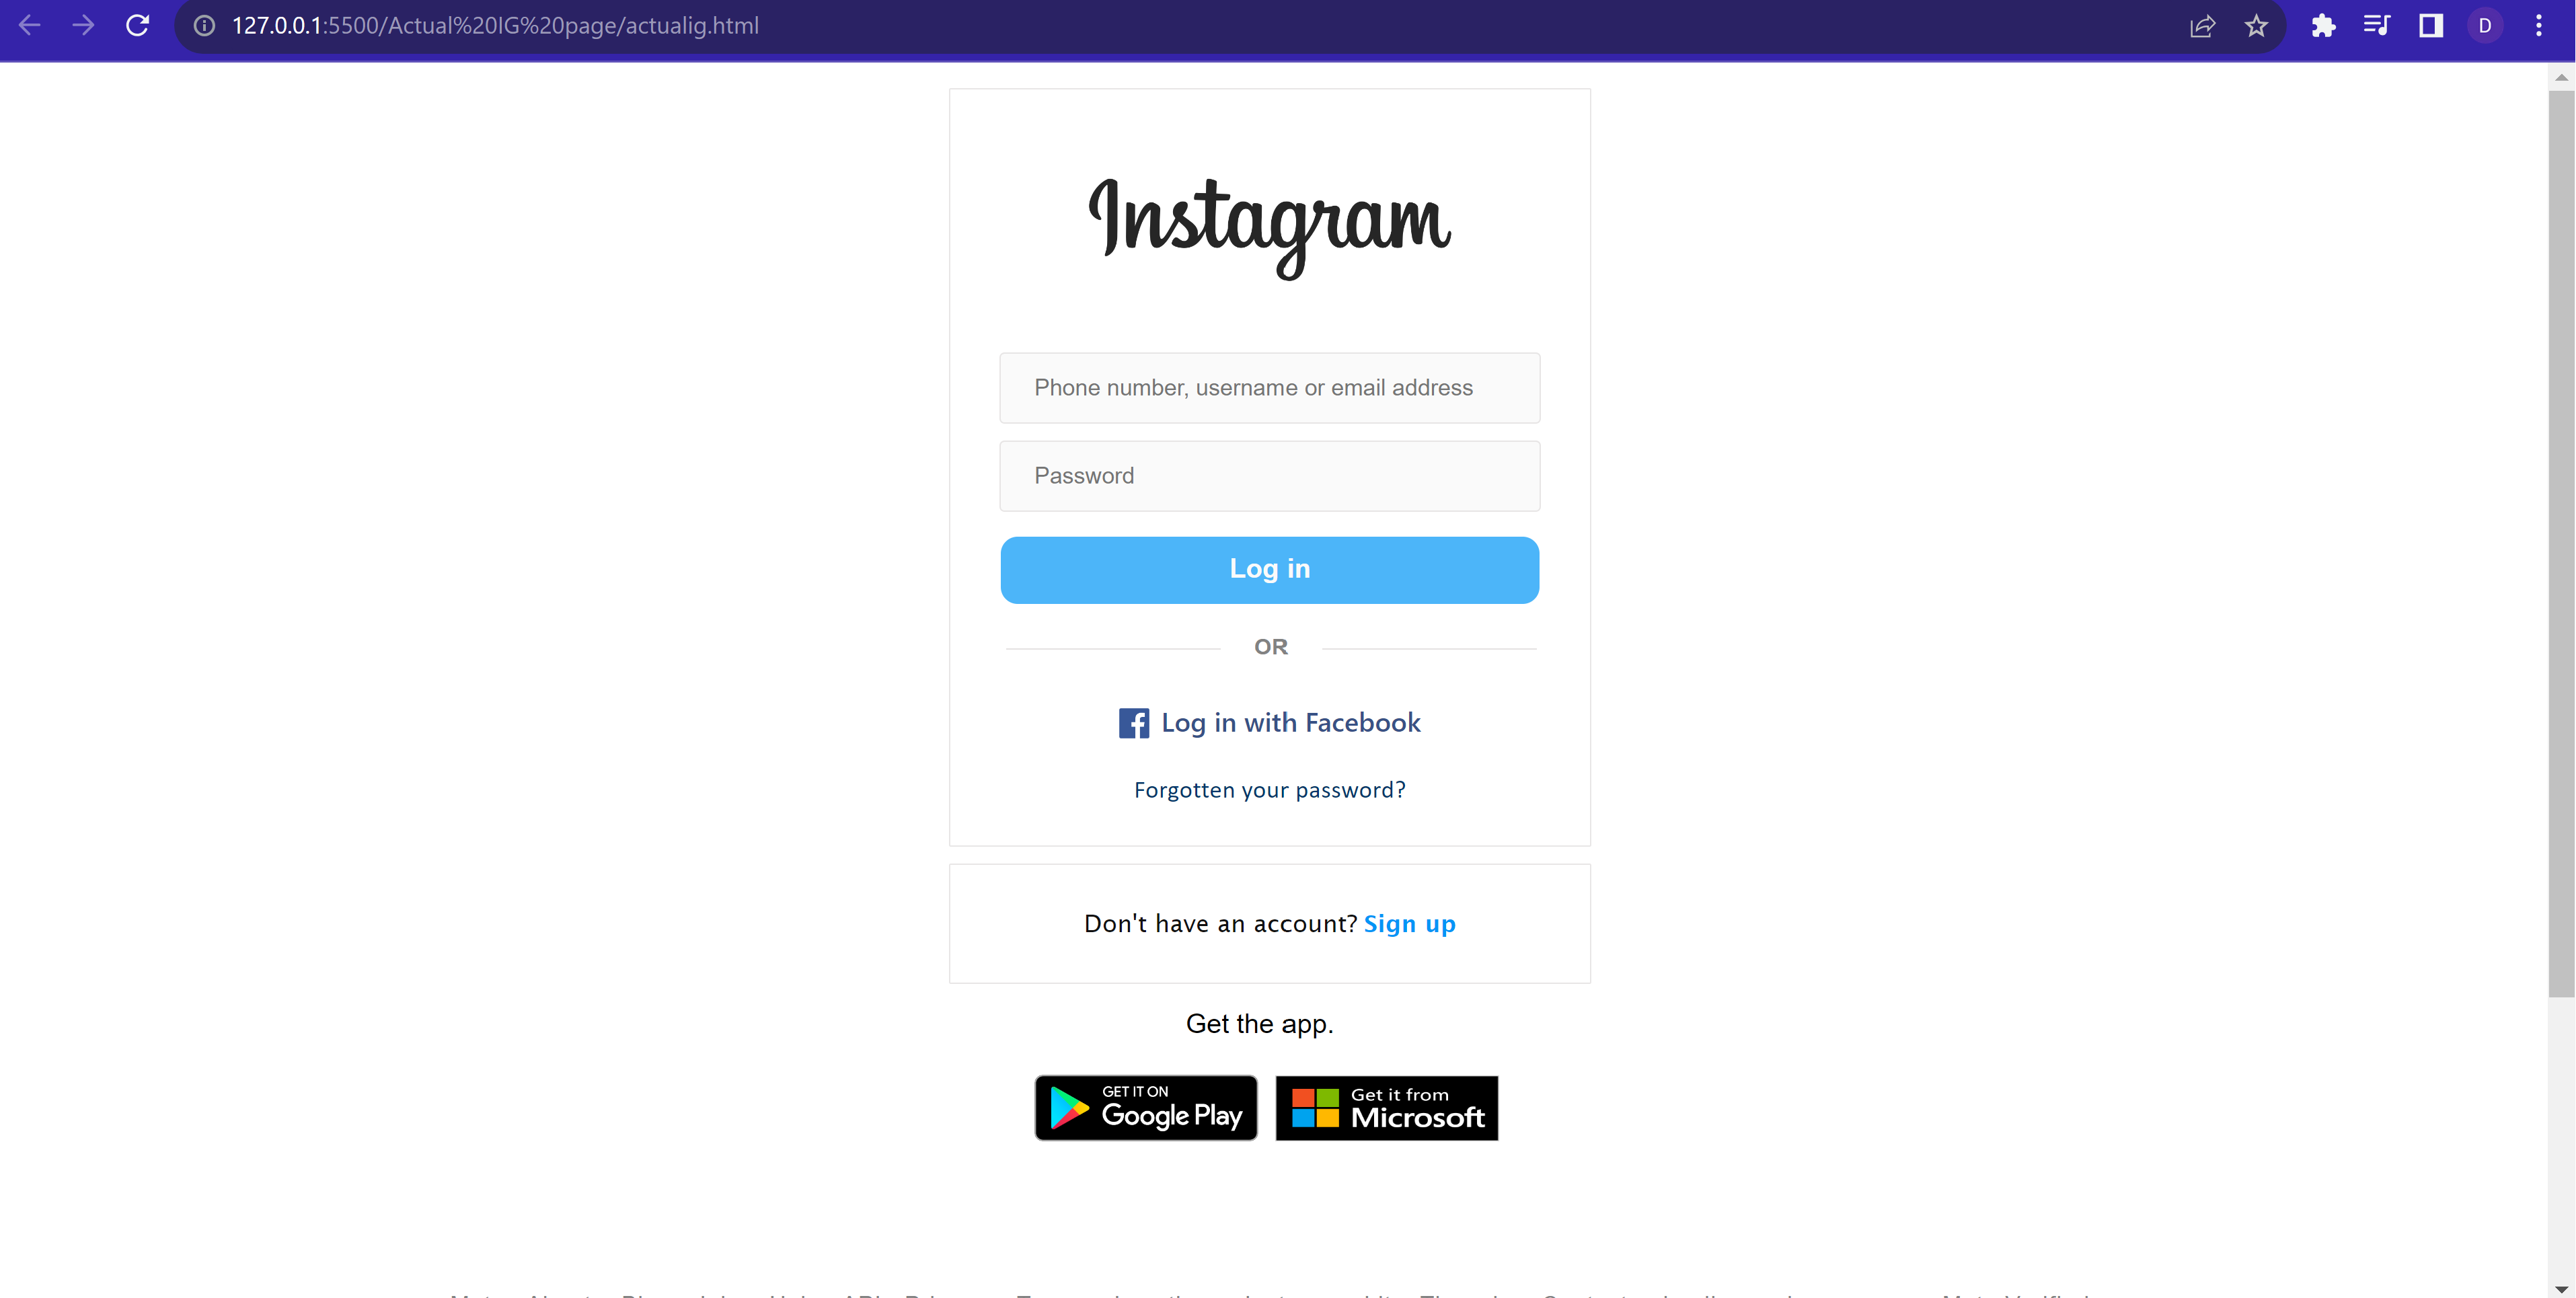 127.0.0.1:5500/Actual%20IG%20page/actualig.html
D
Instagram
Phone number, username or email address
Password
Log in
OR
Log in with Facebook
Forgotten your password?
Don't have an account? Sign up
Get the app.
GET IT ON
Google Play
Get it from
Microsoft